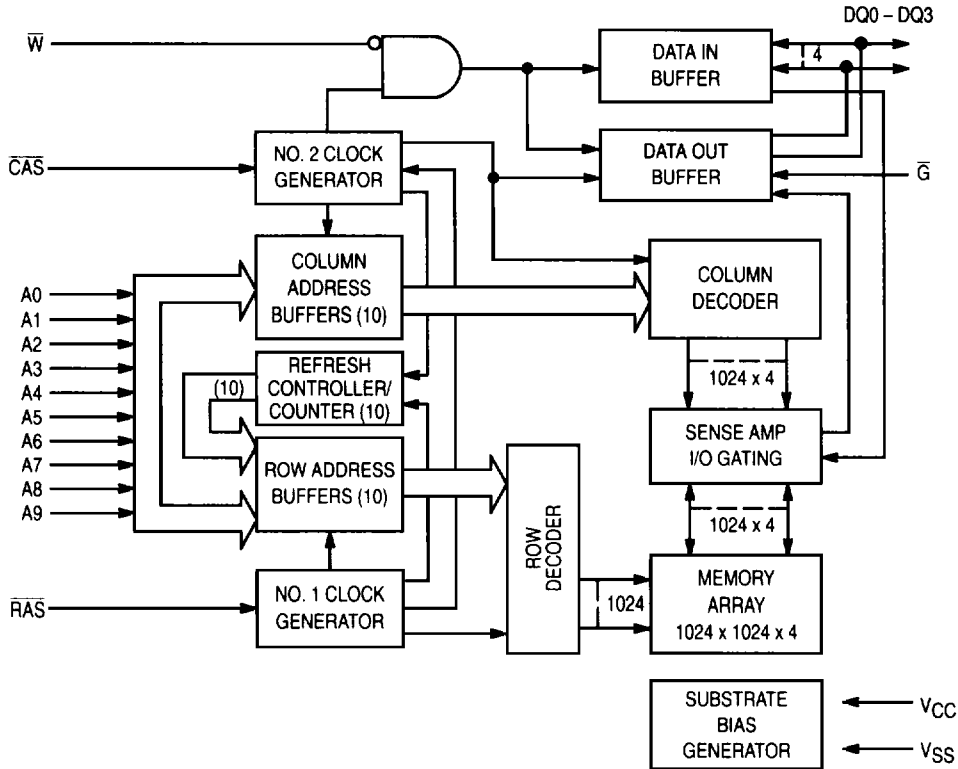 DQ0 – DQ3
W̅
DATA IN
BUFFER
4
C̅A̅S̅
NO. 2 CLOCK
GENERATOR
DATA OUT
BUFFER
G̅
COLUMN
ADDRESS
BUFFERS (10)
COLUMN
DECODER
A0
A1
A2
A3
A4
A5
A6
A7
A8
A9
REFRESH
CONTROLLER/
COUNTER (10)
(10)
1024 x 4
SENSE AMP
I/O GATING
ROW ADDRESS
BUFFERS (10)
1024 x 4
ROW
DECODER
R̅A̅S̅
NO. 1 CLOCK
GENERATOR
1024
MEMORY
ARRAY
1024 x 1024 x 4
SUBSTRATE
BIAS
GENERATOR
VCC
VSS